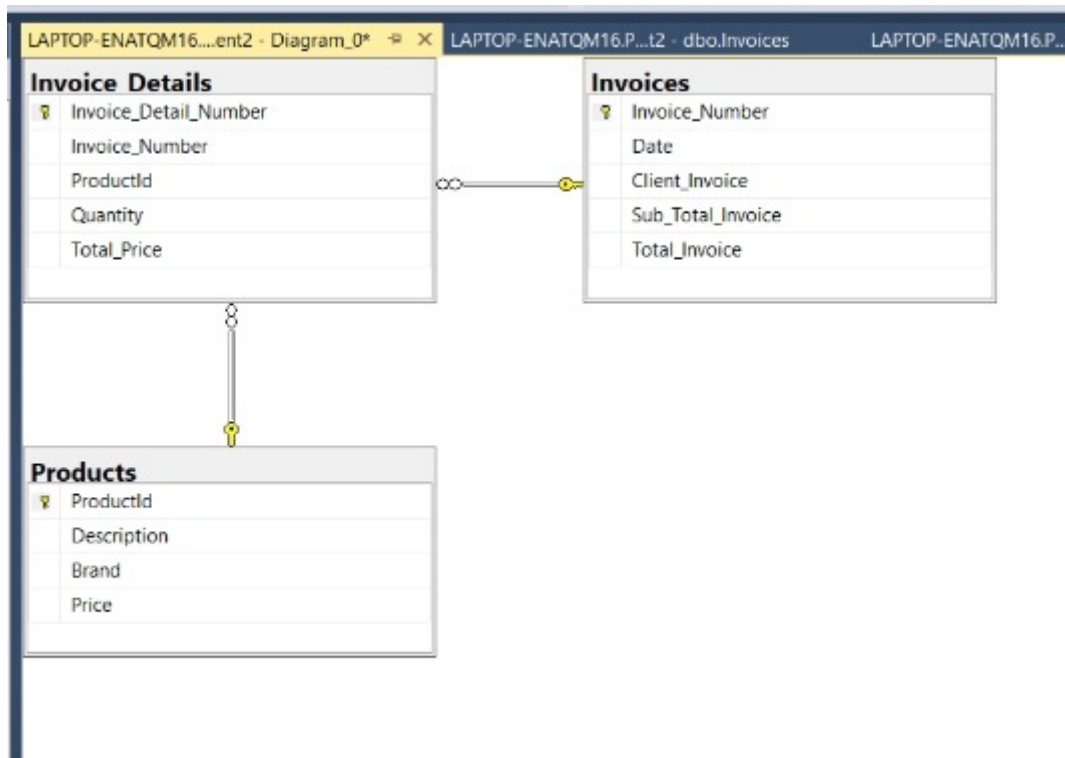 LAPTOP-ENATQM16....ent2 - Diagram_0*
LAPTOP-ENATQM16.P...t2 - dbo.Invoices
LAPTOP-ENATQM16.P...
Invoice Details
Invoice_Detail_Number
Invoice_Number
ProductId
Quantity
Total_Price
Invoices
Invoice_Number
Date
Client_Invoice
Sub_Total_Invoice
Total_Invoice
Products
ProductId
Description
Brand
Price